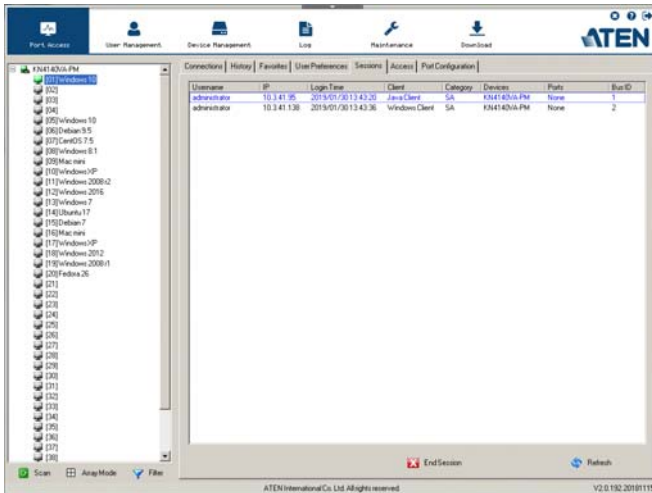 Port Access
User Management
Device Management
Log
Maintenance
Download
ATEN
KN4140VA-PM
[01]Windows 10
[02]
[03]
[04]
[05]Windows 10
[06]Debian 9.5
[07]CentOS 7.5
[08]Windows 8.1
[09]Mac mini
[10]Windows XP
[11]Windows 2008 r2
[12]Windows 2016
[13]Windows 7
[14]Ubuntu 17
[15]Debian 7
[16]Mac mini
[17]Windows XP
[18]Windows 2012
[19]Windows 2008 r1
[20]Fedora 26
[21]
[22]
[23]
[24]
[25]
[26]
[27]
[28]
[29]
[30]
[31]
[32]
[33]
[34]
[35]
[36]
[37]
[38]
Scan
Array Mode
Filter
Connections History Favorites User Preferences Sessions Access Port Configuration
Username IP Login Time Client Category Devices Ports Bus ID
administrator 10.3.41.95 2019/01/30 13:43:20 Java Client SA KN4140VA-PM None 1
administrator 10.3.41.138 2019/01/30 13:43:36 Windows Client SA KN4140VA-PM None 2
End Session
Refresh
ATEN International Co. Ltd. All rights reserved.
V2.0.192.20181115